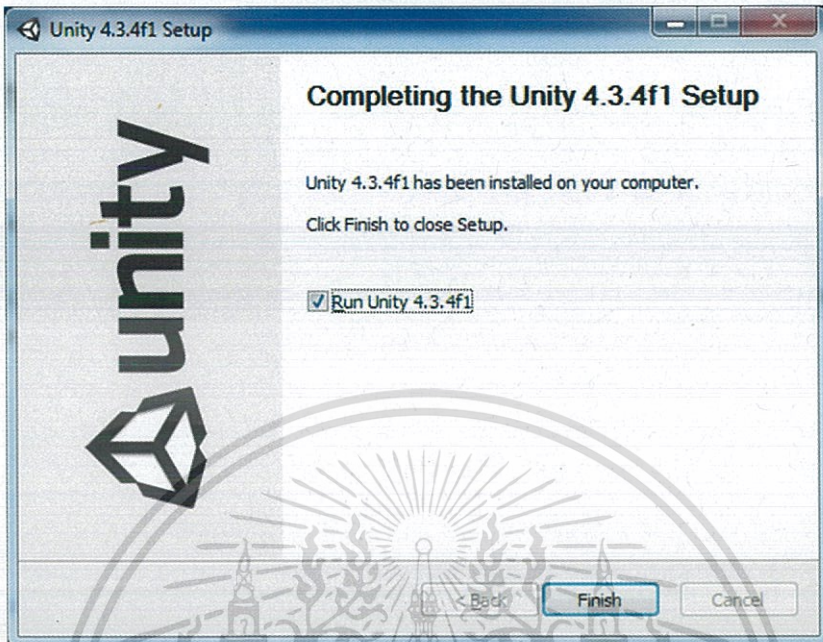 Unity 4.3.4f1 Setup
unity
Completing the Unity 4.3.4f1 Setup
Unity 4.3.4f1 has been installed on your computer.
Click Finish to close Setup.
Run Unity 4.3.4f1
< Back
Finish
Cancel